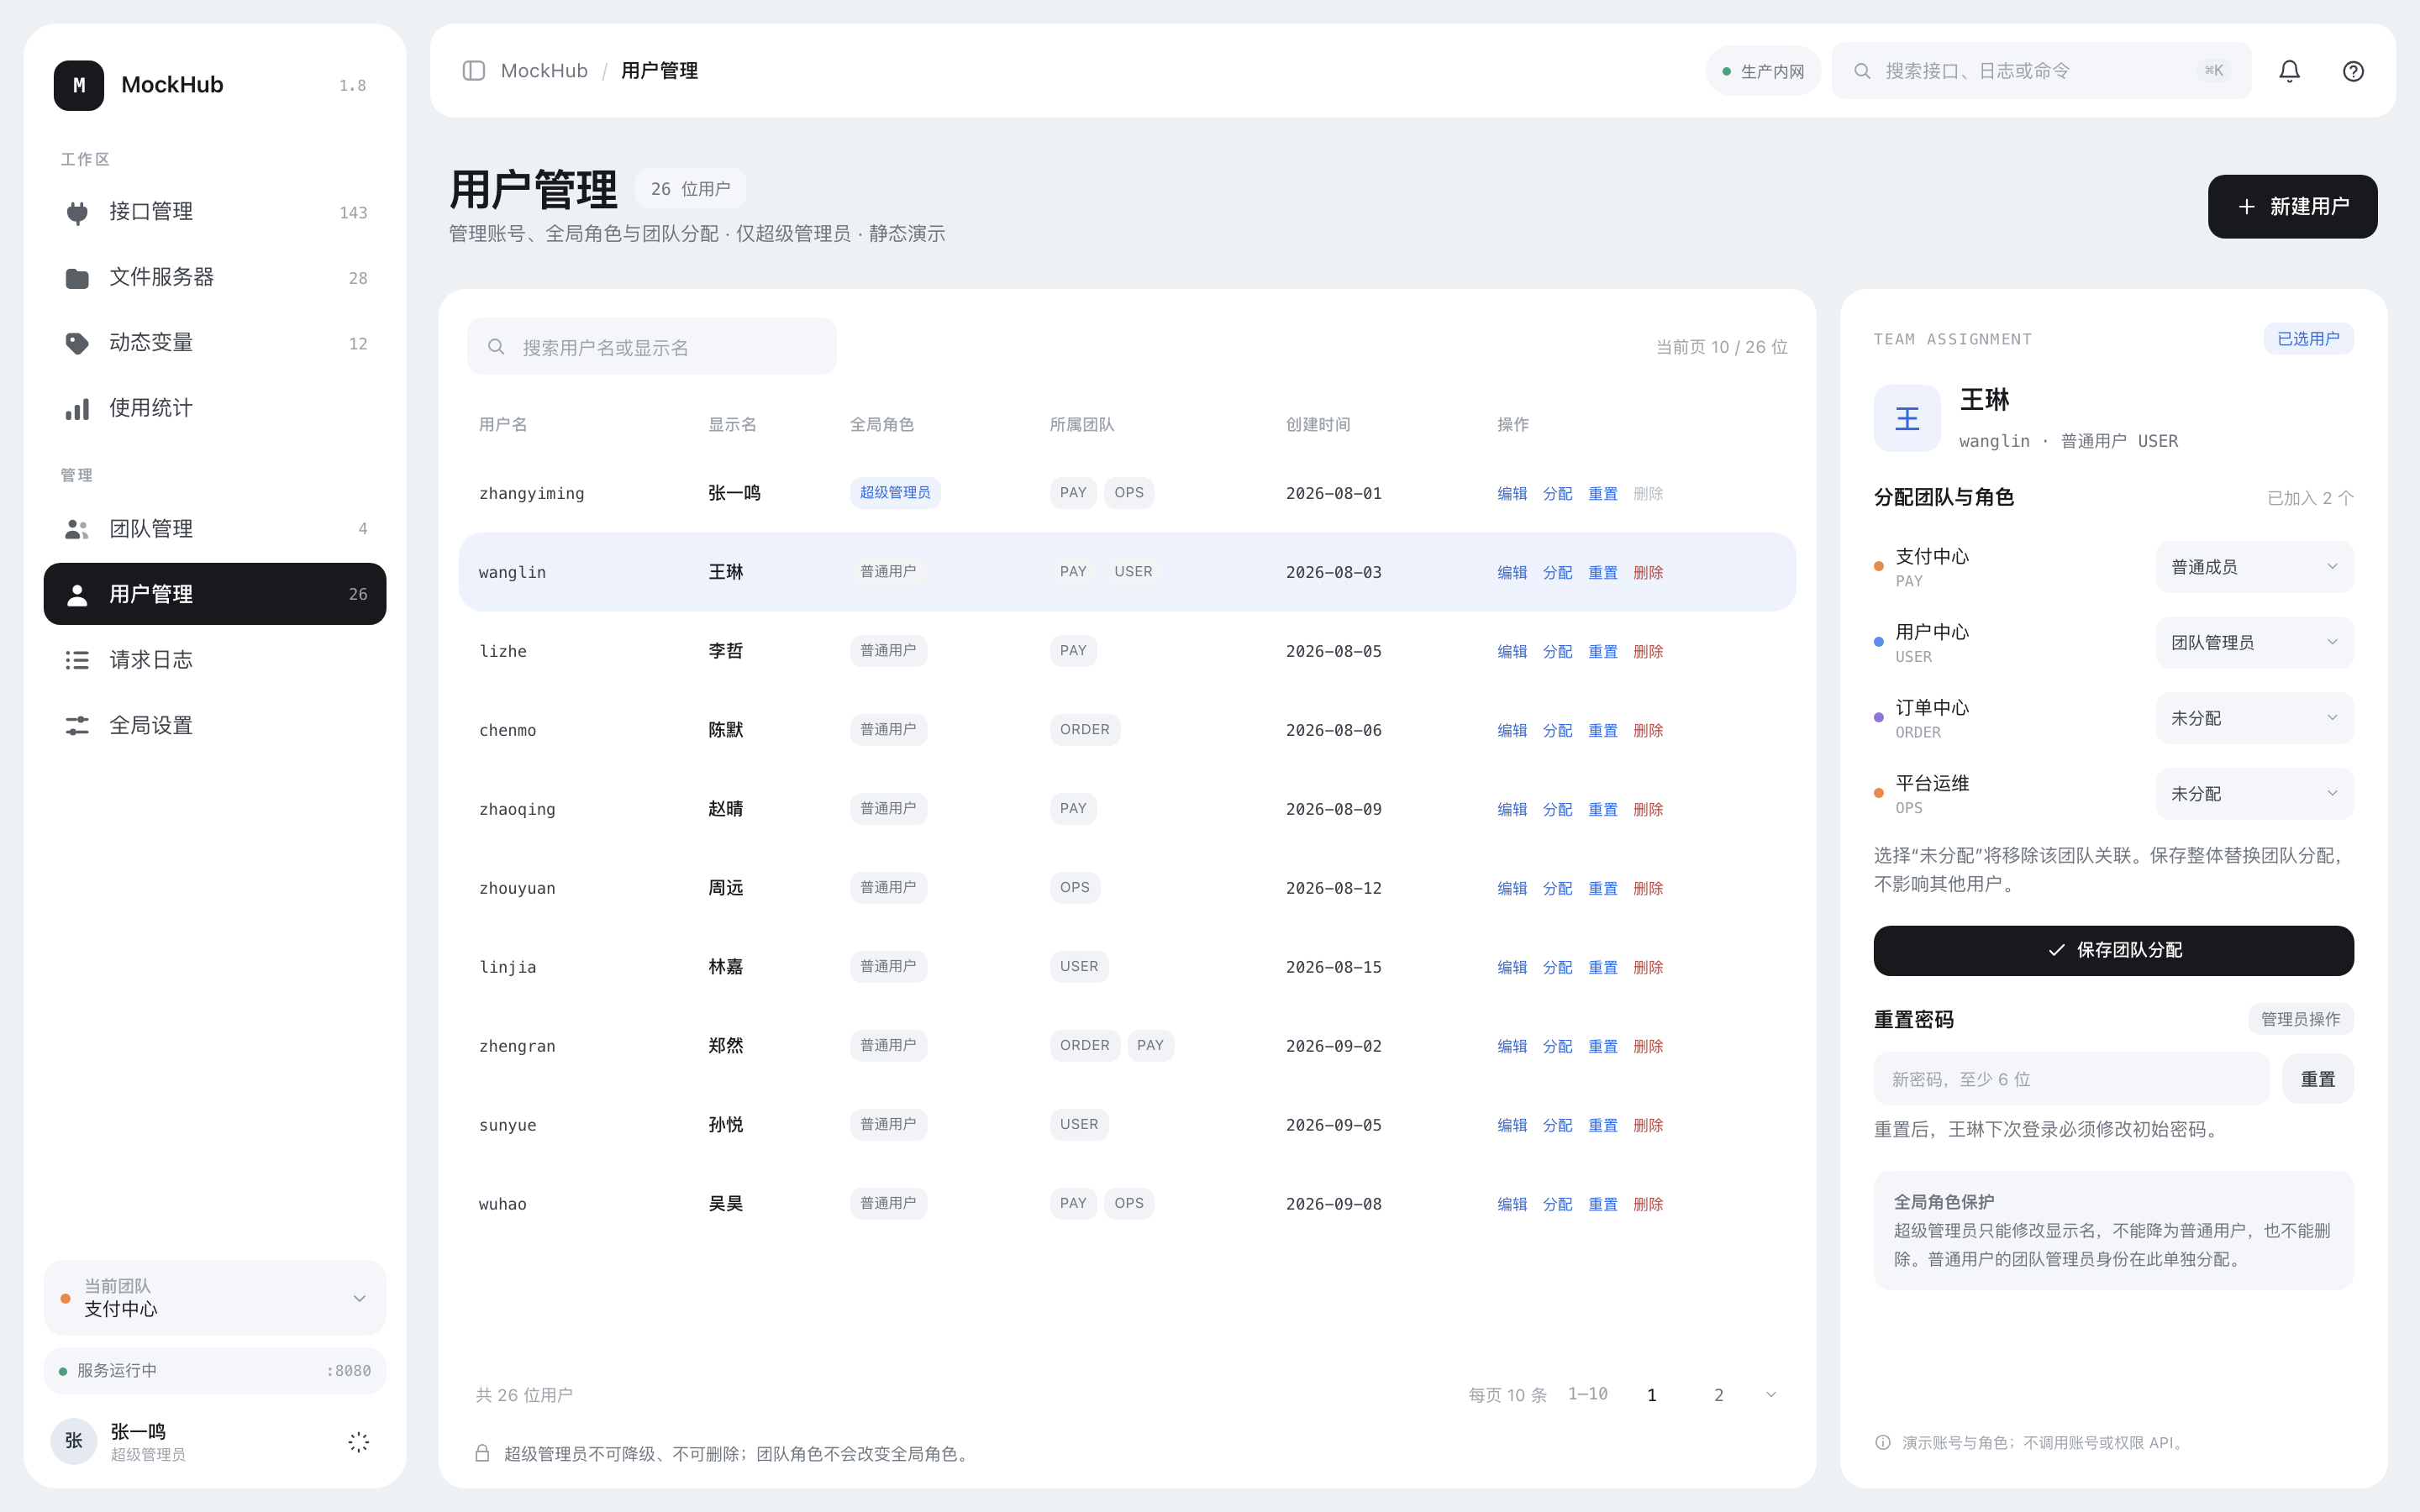 M MockHub 1.8
工作区
接口管理 143
文件服务器 28
动态变量 12
使用统计
管理
团队管理 4
用户管理 26
请求日志
全局设置
当前团队
支付中心
服务运行中 :8080
张 张一鸣
超级管理员
MockHub / 用户管理
生产内网
搜索接口、日志或命令 ⌘K
用户管理 26 位用户
管理账号、全局角色与团队分配 · 仅超级管理员 · 静态演示
新建用户
搜索用户名或显示名
当前页 10 / 26 位
用户名 显示名 全局角色 所属团队 创建时间 操作
zhangyiming 张一鸣 超级管理员 PAY OPS 2026-08-01 编辑 分配 重置 删除
wanglin 王琳 普通用户 PAY USER 2026-08-03 编辑 分配 重置 删除
lizhe 李哲 普通用户 PAY 2026-08-05 编辑 分配 重置 删除
chenmo 陈默 普通用户 ORDER 2026-08-06 编辑 分配 重置 删除
zhaoqing 赵晴 普通用户 PAY 2026-08-09 编辑 分配 重置 删除
zhouyuan 周远 普通用户 OPS 2026-08-12 编辑 分配 重置 删除
linjia 林嘉 普通用户 USER 2026-08-15 编辑 分配 重置 删除
zhengran 郑然 普通用户 ORDER PAY 2026-09-02 编辑 分配 重置 删除
sunyue 孙悦 普通用户 USER 2026-09-05 编辑 分配 重置 删除
wuhao 吴昊 普通用户 PAY OPS 2026-09-08 编辑 分配 重置 删除
共 26 位用户
每页 10 条 1–10 1 2
超级管理员不可降级、不可删除；团队角色不会改变全局角色。
TEAM ASSIGNMENT 已选用户
王 王琳
wanglin · 普通用户 USER
分配团队与角色 已加入 2 个
支付中心
PAY
普通成员
用户中心
USER
团队管理员
订单中心
ORDER
未分配
平台运维
OPS
未分配
选择“未分配”将移除该团队关联。保存整体替换团队分配，
不影响其他用户。
保存团队分配
重置密码 管理员操作
新密码，至少 6 位 重置
重置后，王琳下次登录必须修改初始密码。
全局角色保护
超级管理员只能修改显示名，不能降为普通用户，也不能删
除。普通用户的团队管理员身份在此单独分配。
演示账号与角色；不调用账号或权限 API。